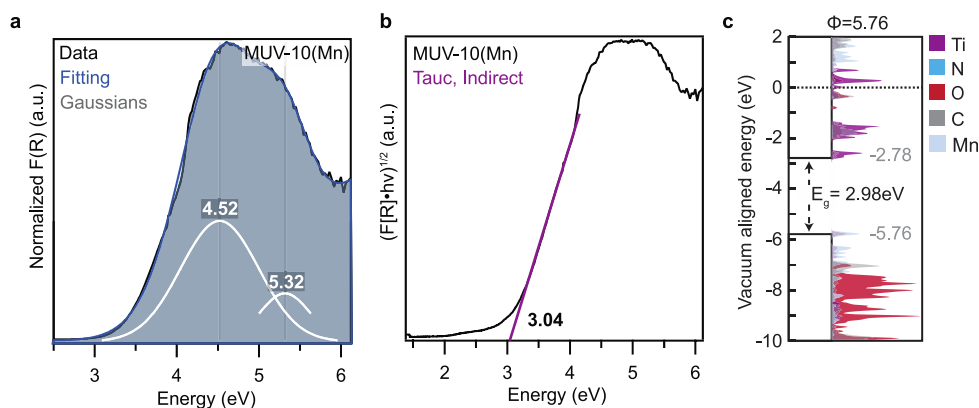 a
Data
MUV-10(Mn)
Fitting
Gaussians
4.52
5.32
Normalized F(R) (a.u.)
3 4 5 6
Energy (eV)
b
MUV-10(Mn)
Tauc, Indirect
3.04
(F[R]•hv)1/2 (a.u.)
2 3 4 5 6
Energy (eV)
c
Φ=5.76
2
0
-2
-4
-6
-8
-10
Vacuum aligned energy (eV)
-2.78
Eg= 2.98eV
-5.76
Ti
N
O
C
Mn